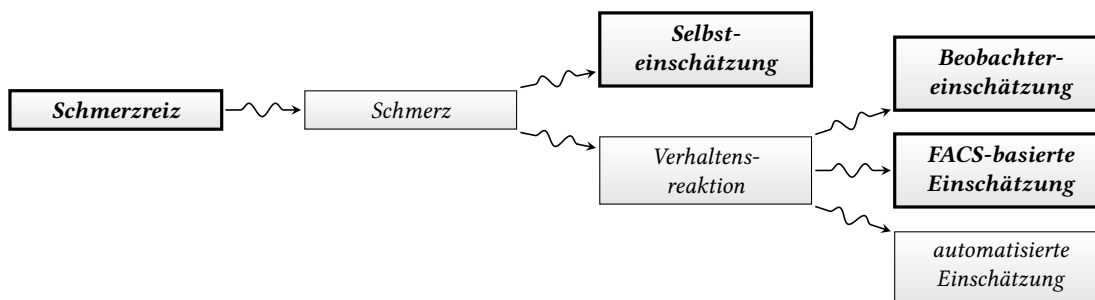 Schmerzreiz
Schmerz
Selbst-
einschätzung
Verhaltens-
reaktion
Beobachter-
einschätzung
FACS-basierte
Einschätzung
automatisierte
Einschätzung